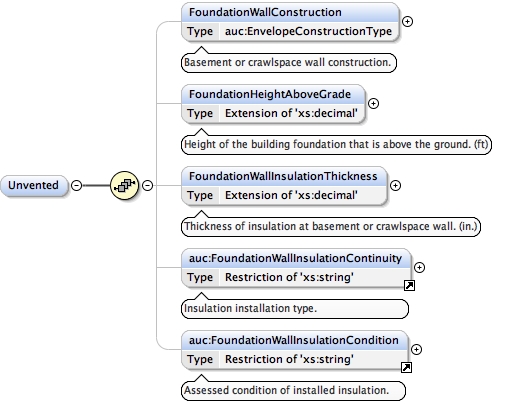 FoundationWallConstruction
Type auc:EnvelopeConstructionType
Basement or crawlspace wall construction.
FoundationHeightAboveGrade
Type Extension of 'xs:decimal'
Height of the building foundation that is above the ground. (ft)
Unvented
FoundationWallInsulationThickness
Type Extension of 'xs:decimal'
Thickness of insulation at basement or crawlspace wall. (in.)
auc:FoundationWallInsulationContinuity
Type Restriction of 'xs:string'
Insulation installation type.
auc:FoundationWallInsulationCondition
Type Restriction of 'xs:string'
Assessed condition of installed insulation.